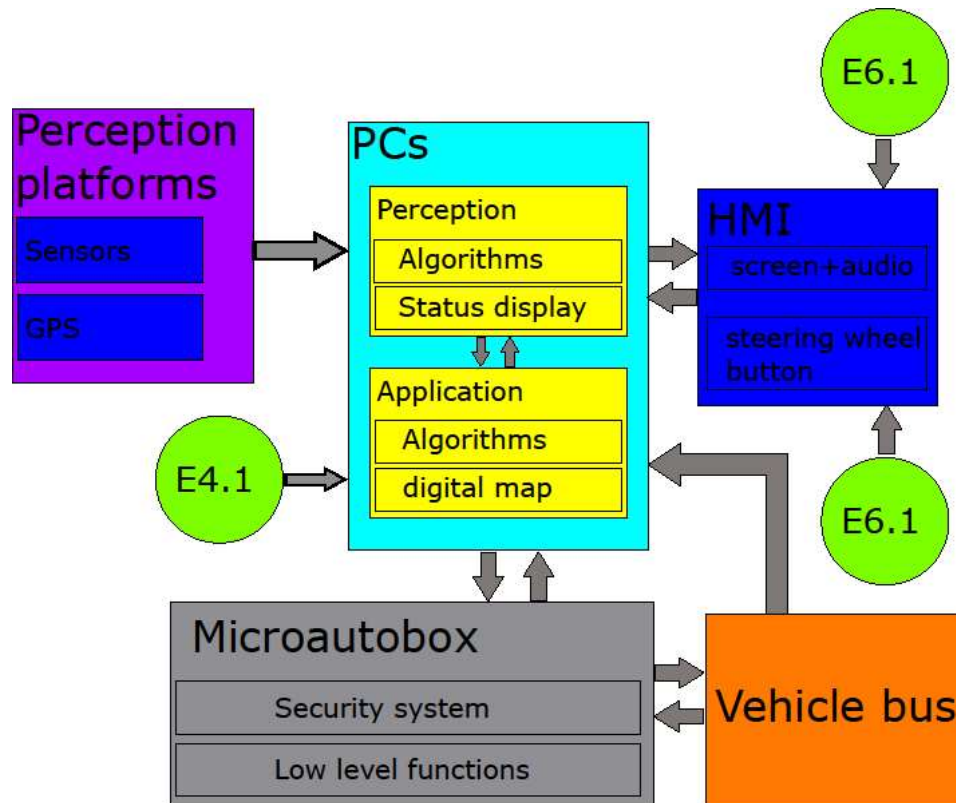 E6.1
Perception
platforms
Sensors
GPS
PCs
Perception
Algorithms
Status display
Application
Algorithms
digital map
HMI
screen+audio
steering wheel
button
E4.1
E6.1
Microautobox
Security system
Low level functions
Vehicle bus